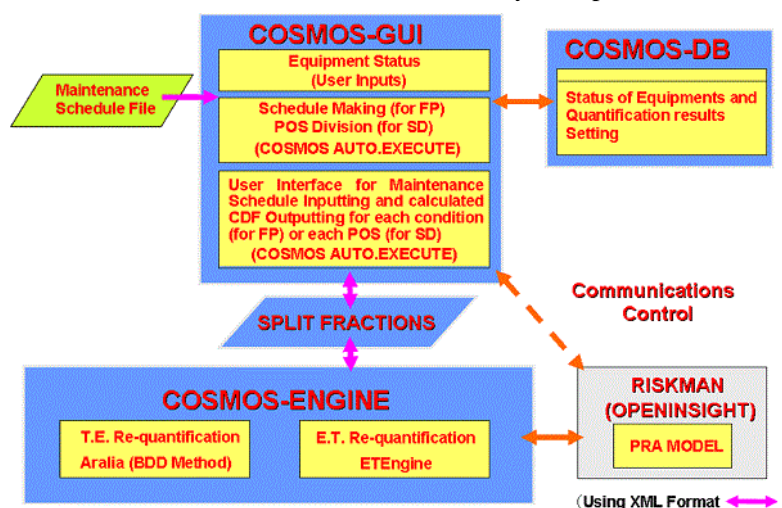 COSMOS-GUI
Equipment Status
(User Inputs)
Maintenance
Schedule File
Schedule Making (for FP)
POS Division (for SD)
(COSMOS AUTO.EXECUTE)
User Interface for Maintenance
Schedule Inputting and calculated
CDF Outputting for each condition
(for FP) or each POS (for SD)
(COSMOS AUTO.EXECUTE)
COSMOS-DB
Status of Equipments and
Quantification results
Setting
SPLIT FRACTIONS
Communications
Control
COSMOS-ENGINE
T.E. Re-quantification
Aralia (BDD Method)
E.T. Re-quantification
ETEngine
RISKMAN
(OPENINSIGHT)
PRA MODEL
(Using XML Format